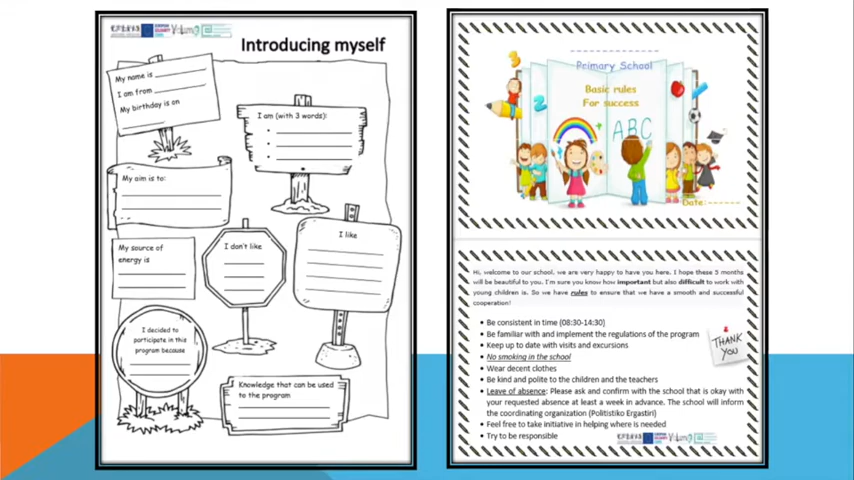 Introducing myself
My name is
I am from
My birthday is on
I am (with 3 words):
My aim is to:
My source of
energy is
I don't like
I like
I decided to
participate in this
program because
Knowledge that can be used
to the program
Primary School
Basic rules
For success
ABC
Date:
Hi, welcome to our school, we are very happy to have you here. I hope these 5 months
will be beautiful to you. I'm sure you know how important but also difficult to work with
young children is. So we have rules to ensure that we have a smooth and successful
cooperation!
• Be consistent in time (08:30-14:30)
• Be familiar with and implement the regulations of the program
• Keep up to date with visits and excursions
• No smoking in the school
• Wear decent clothes
• Be kind and polite to the children and the teachers
• Leave of absence: Please ask and confirm with the school that is okay with
your requested absence at least a week in advance. The school will inform
the coordinating organization (Politistiko Ergastiri)
• Feel free to take initiative in helping where is needed
• Try to be responsible
THANK
YOU